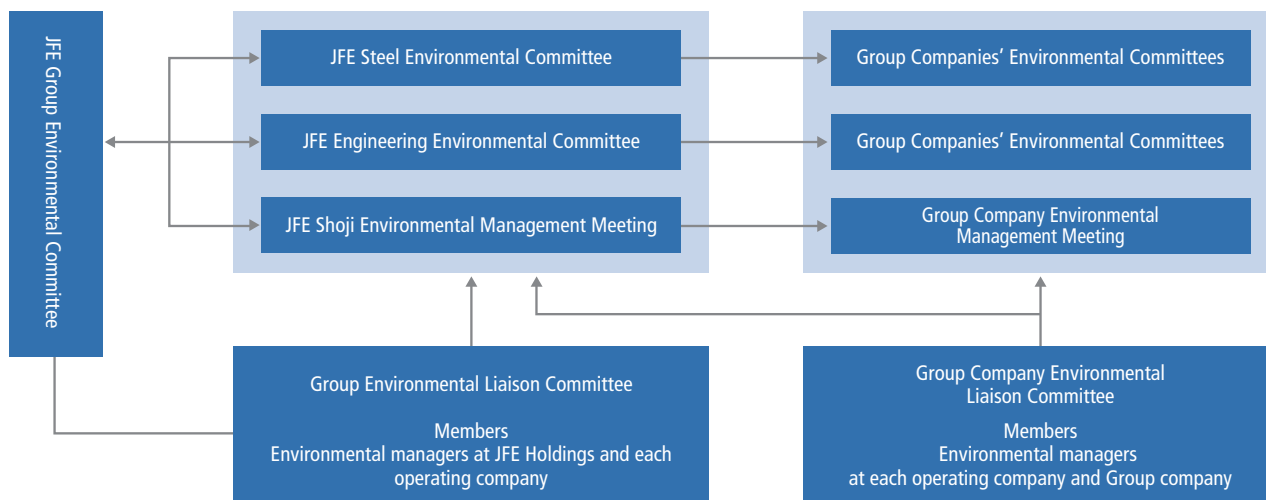 JFE Group Environmental Committee
JFE Steel Environmental Committee
Group Companies’ Environmental Committees
JFE Engineering Environmental Committee
Group Companies’ Environmental Committees
JFE Shoji Environmental Management Meeting
Group Company Environmental
Management Meeting
Group Environmental Liaison Committee
Members
Environmental managers at JFE Holdings and each
operating company
Group Company Environmental
Liaison Committee
Members
Environmental managers
at each operating company and Group company